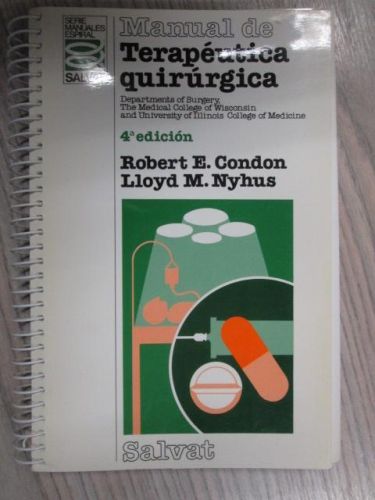 SERIE
MANUALES
ESPIRAL
SALVAT
Manual de
Terapéutica
quirúrgica
Departments of Surgery,
The Medical College of Wisconsin
and University of Illinois College of Medicine
4ª edición
Robert E. Condon
Lloyd M. Nyhus
Salvat